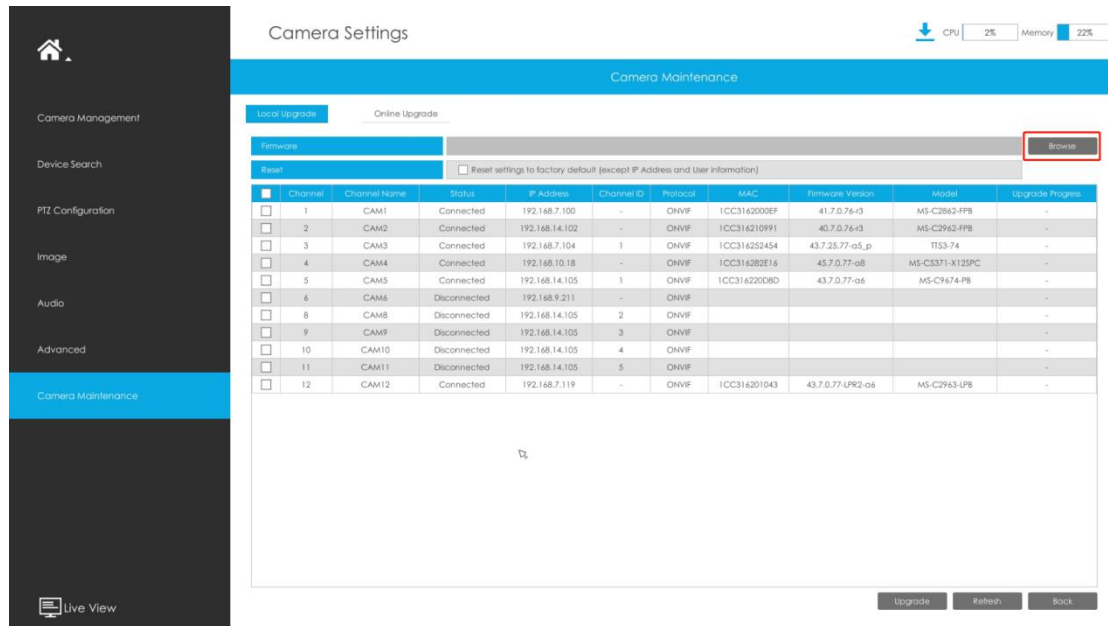 Camera Settings
CPU 2% Memory 22%
Camera Maintenance
Camera Management
Device Search
PTZ Configuration
Image
Audio
Advanced
Camera Maintenance
Live View
Local Upgrade Online Upgrade
Firmware Browse
Reset Reset settings to factory default (except IP Address and User information)
Channel Channel Name Status IP Address Channel ID Protocol MAC Firmware Version Model Upgrade Progress
1 CAM1 Connected 192.168.7.100 - ONVIF 1CC3162000EF 41.7.0.76-r3 MS-C2862-FPB -
2 CAM2 Connected 192.168.14.102 - ONVIF 1CC316210991 40.7.0.76-r3 MS-C2962-FPB -
3 CAM3 Connected 192.168.7.104 1 ONVIF 1CC316252454 43.7.25.77-a5_p TT53-74 -
4 CAM4 Connected 192.168.10.18 - ONVIF 1CC316282E16 45.7.0.77-a8 MS-C5371-X12SPC -
5 CAM5 Connected 192.168.14.105 1 ONVIF 1CC316220D8D 43.7.0.77-a6 MS-C9674-PB -
6 CAM6 Disconnected 192.168.9.211 - ONVIF -
8 CAM8 Disconnected 192.168.14.105 2 ONVIF -
9 CAM9 Disconnected 192.168.14.105 3 ONVIF -
10 CAM10 Disconnected 192.168.14.105 4 ONVIF -
11 CAM11 Disconnected 192.168.14.105 5 ONVIF -
12 CAM12 Connected 192.168.7.119 - ONVIF 1CC316201043 43.7.0.77-LPR2-a6 MS-C2963-LPB -
Upgrade Refresh Back